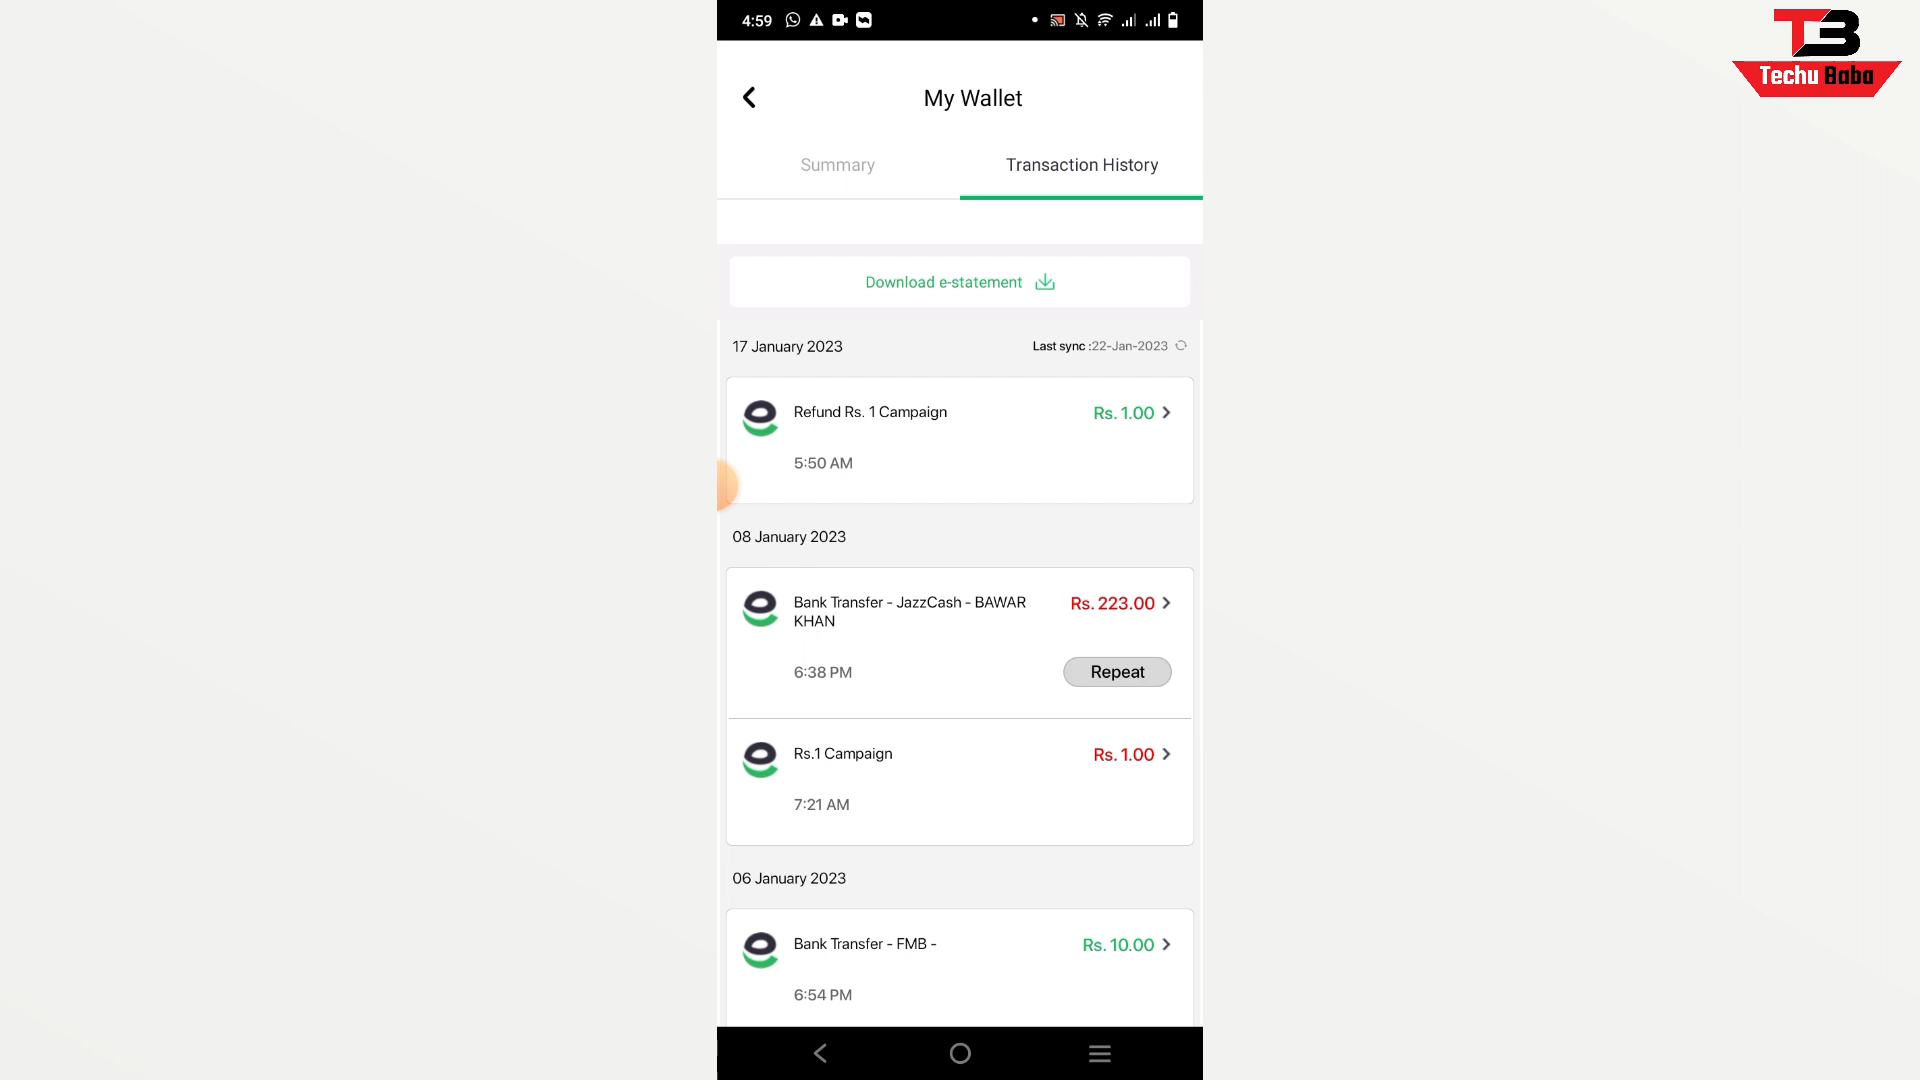 4:59
TB
Techu Baba
My Wallet
Summary
Transaction History
Download e-statement
17 January 2023
Last sync :22-Jan-2023
Refund Rs. 1 Campaign
Rs. 1.00
5:50 AM
08 January 2023
Bank Transfer - JazzCash - BAWAR
KHAN
Rs. 223.00
6:38 PM
Repeat
Rs.1 Campaign
Rs. 1.00
7:21 AM
06 January 2023
Bank Transfer - FMB -
Rs. 10.00
6:54 PM